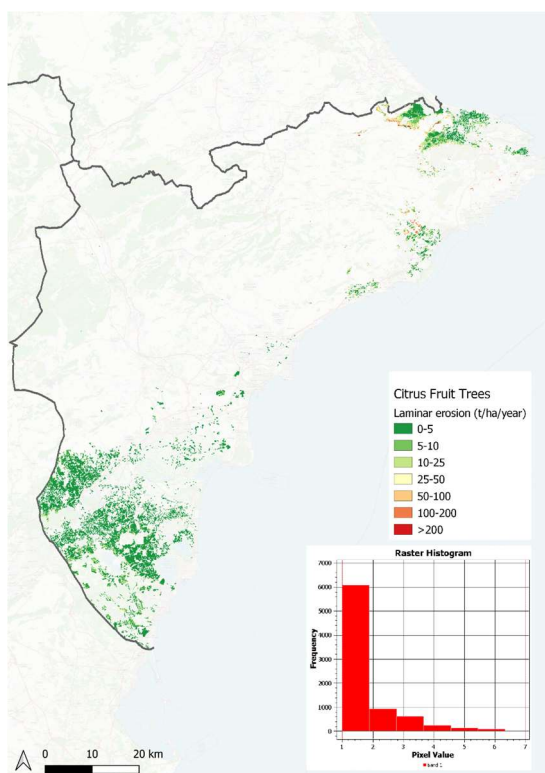 Citrus Fruit Trees
Laminar erosion (t/ha/year)
0-5
5-10
10-25
25-50
50-100
100-200
>200
Raster Histogram
7000
6000
5000
4000
3000
2000
1000
0
Frequency
1 2 3 4 5 6 7
Pixel Value
Band 1
0 10 20 km